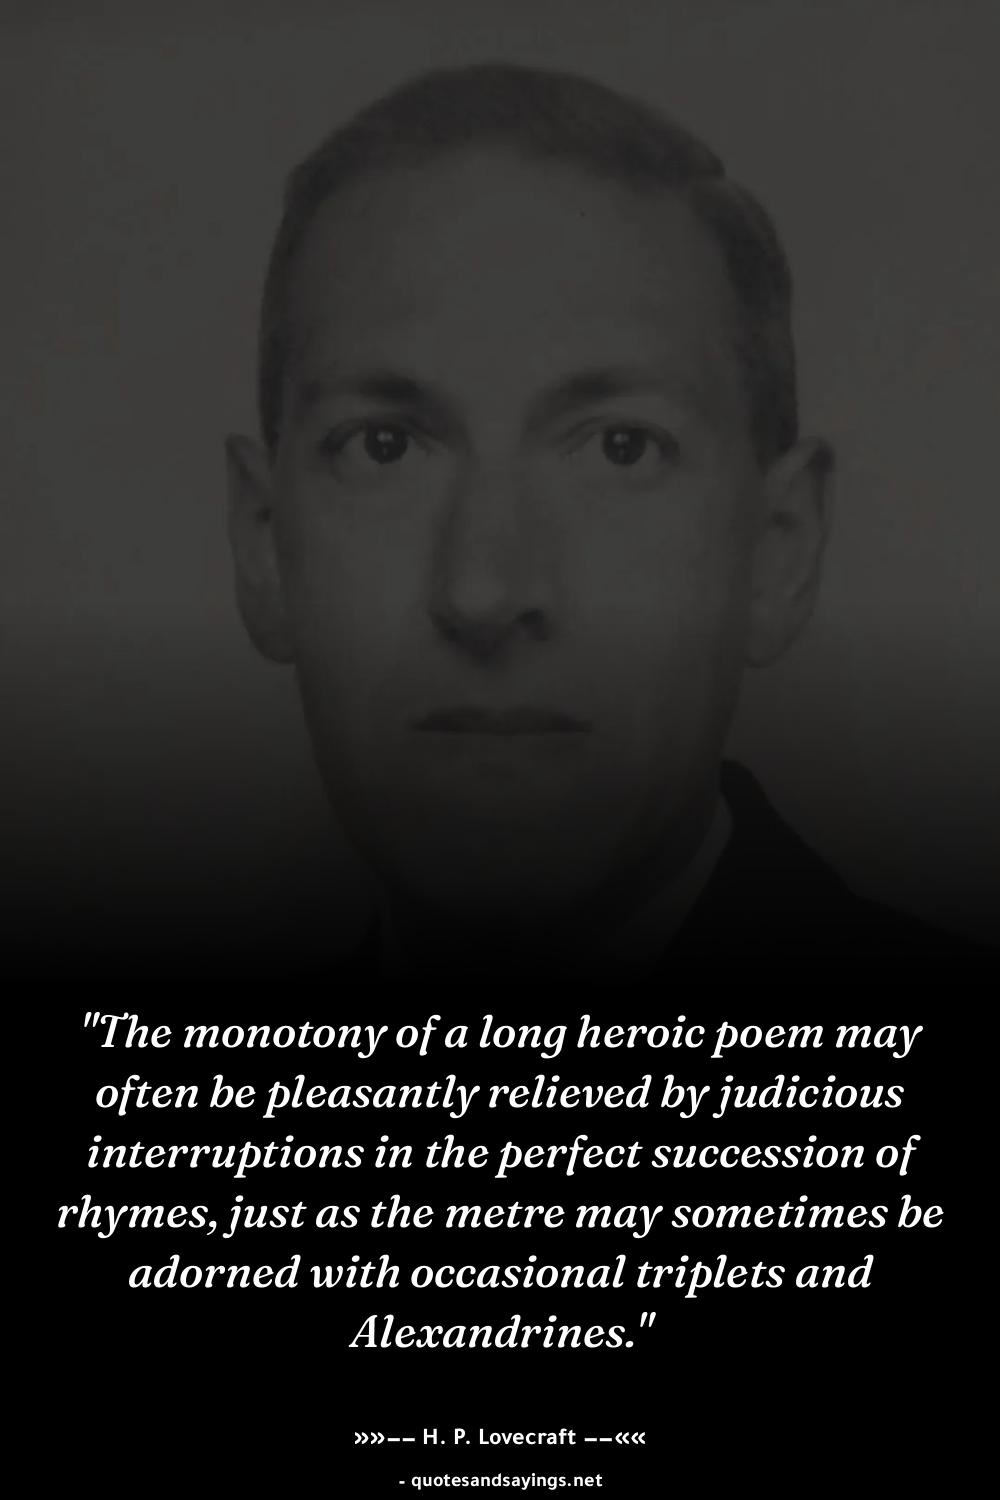 "The monotony of a long heroic poem may
often be pleasantly relieved by judicious
interruptions in the perfect succession of
rhymes, just as the metre may sometimes be
adorned with occasional triplets and
Alexandrines."
»»−− H. P. Lovecraft −−««
- quotesandsayings.net